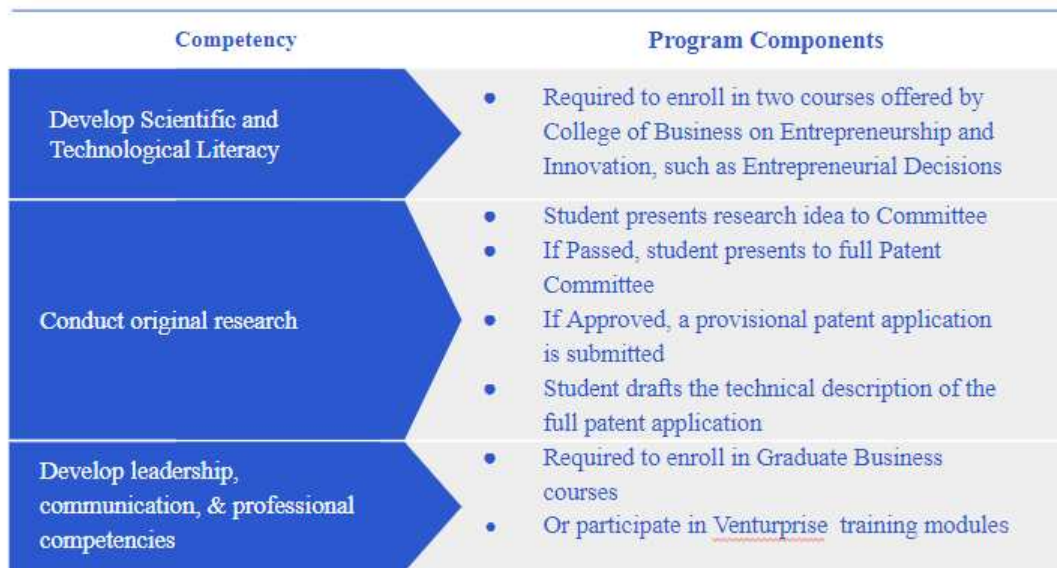 Competency
Program Components
Develop Scientific and
Technological Literacy
● Required to enroll in two courses offered by
College of Business on Entrepreneurship and
Innovation, such as Entrepreneurial Decisions
Conduct original research
● Student presents research idea to Committee
● If Passed, student presents to full Patent
Committee
● If Approved, a provisional patent application
is submitted
● Student drafts the technical description of the
full patent application
Develop leadership,
communication, & professional
competencies
● Required to enroll in Graduate Business
courses
● Or participate in Venturprise training modules